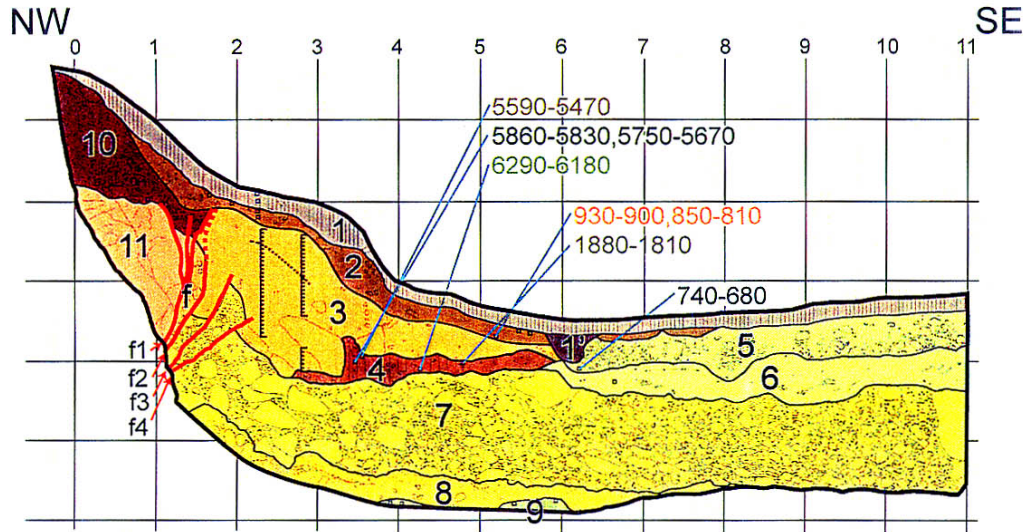 NW SE
0 1 2 3 4 5 6 7 8 9 10 11
5590-5470
10 5860-5830,5750-5670
6290-6180
1 930-900,850-810
11 1880-1810
2
f 740-680
3
f1 1' 5
f2 4 6
f3
f4 7
8
9